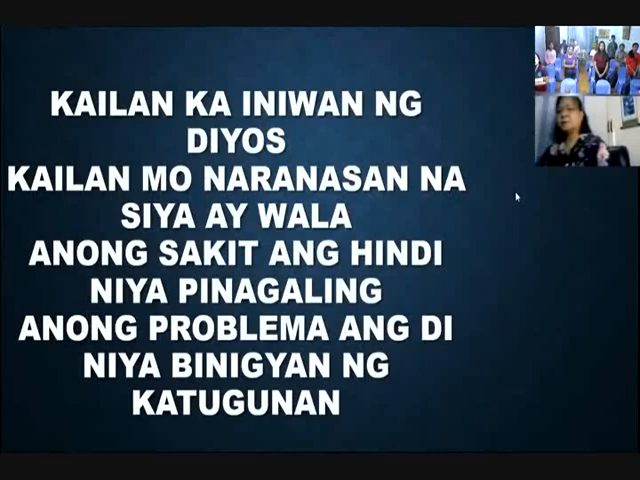 KAILAN KA INIWAN NG
DIYOS
KAILAN MO NARANASAN NA
SIYA AY WALA
ANONG SAKIT ANG HINDI
NIYA PINAGALING
ANONG PROBLEMA ANG DI
NIYA BINIGYAN NG
KATUGUNAN